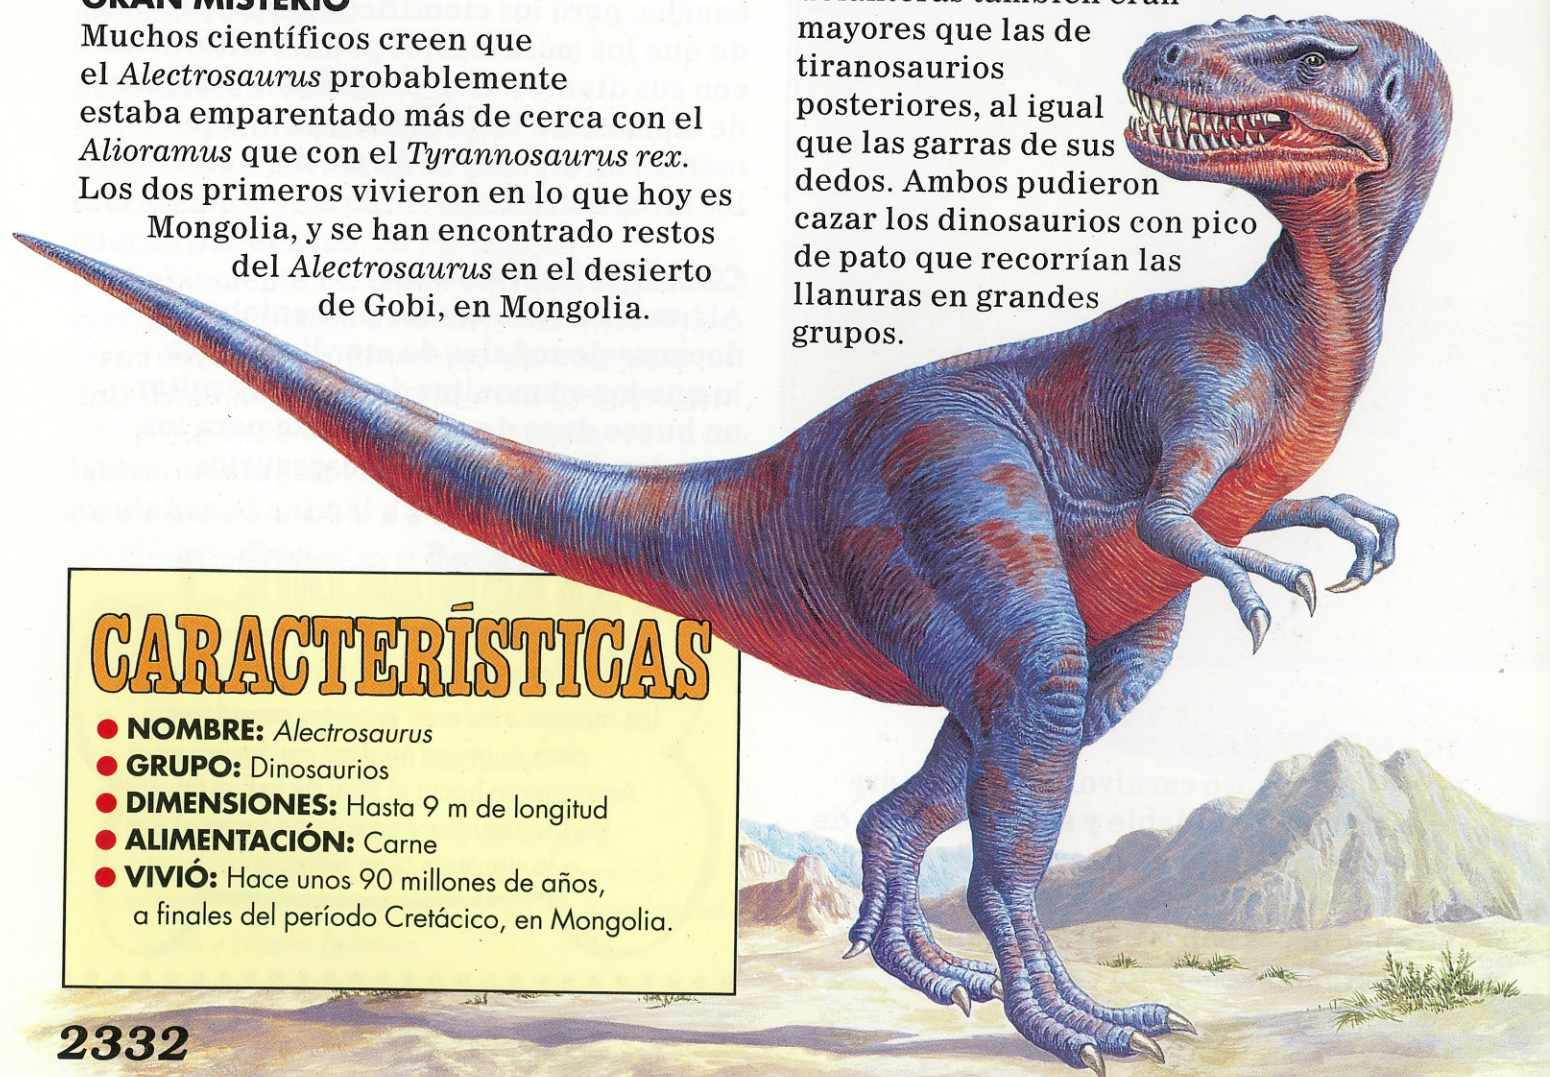 GRAN MISTERIO
Muchos científicos creen que
el Alectrosaurus probablemente
estaba emparentado más de cerca con el
Alioramus que con el Tyrannosaurus rex.
Los dos primeros vivieron en lo que hoy es
Mongolia, y se han encontrado restos
del Alectrosaurus en el desierto
de Gobi, en Mongolia.
delanteras también eran
mayores que las de
tiranosaurios
posteriores, al igual
que las garras de sus
dedos. Ambos pudieron
cazar los dinosaurios con pico
de pato que recorrían las
llanuras en grandes
grupos.
CARACTERÍSTICAS
● NOMBRE: Alectrosaurus
● GRUPO: Dinosaurios
● DIMENSIONES: Hasta 9 m de longitud
● ALIMENTACIÓN: Carne
● VIVIÓ: Hace unos 90 millones de años,
a finales del período Cretácico, en Mongolia.
2332